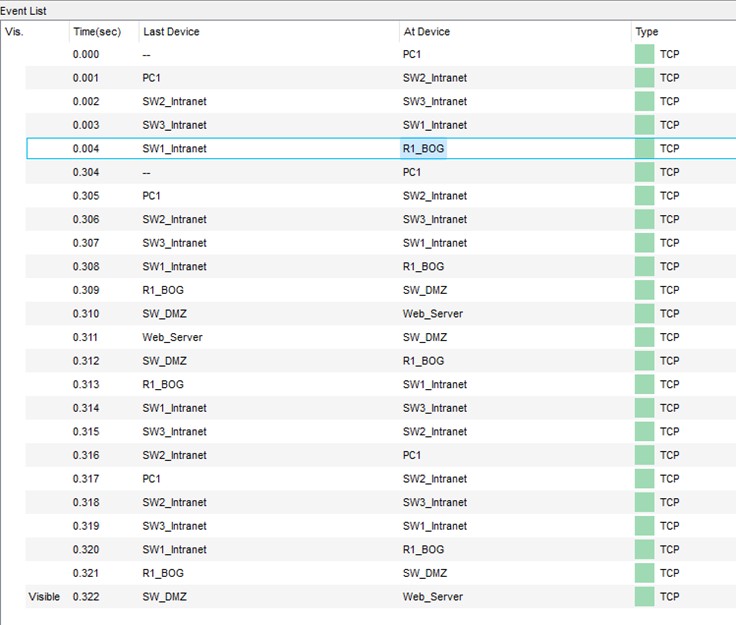 Event List
Vis. Time(sec) Last Device At Device Type
0.000 -- PC1 TCP
0.001 PC1 SW2_Intranet TCP
0.002 SW2_Intranet SW3_Intranet TCP
0.003 SW3_Intranet SW1_Intranet TCP
0.004 SW1_Intranet R1_BOG TCP
0.304 -- PC1 TCP
0.305 PC1 SW2_Intranet TCP
0.306 SW2_Intranet SW3_Intranet TCP
0.307 SW3_Intranet SW1_Intranet TCP
0.308 SW1_Intranet R1_BOG TCP
0.309 R1_BOG SW_DMZ TCP
0.310 SW_DMZ Web_Server TCP
0.311 Web_Server SW_DMZ TCP
0.312 SW_DMZ R1_BOG TCP
0.313 R1_BOG SW1_Intranet TCP
0.314 SW1_Intranet SW3_Intranet TCP
0.315 SW3_Intranet SW2_Intranet TCP
0.316 SW2_Intranet PC1 TCP
0.317 PC1 SW2_Intranet TCP
0.318 SW2_Intranet SW3_Intranet TCP
0.319 SW3_Intranet SW1_Intranet TCP
0.320 SW1_Intranet R1_BOG TCP
0.321 R1_BOG SW_DMZ TCP
Visible 0.322 SW_DMZ Web_Server TCP